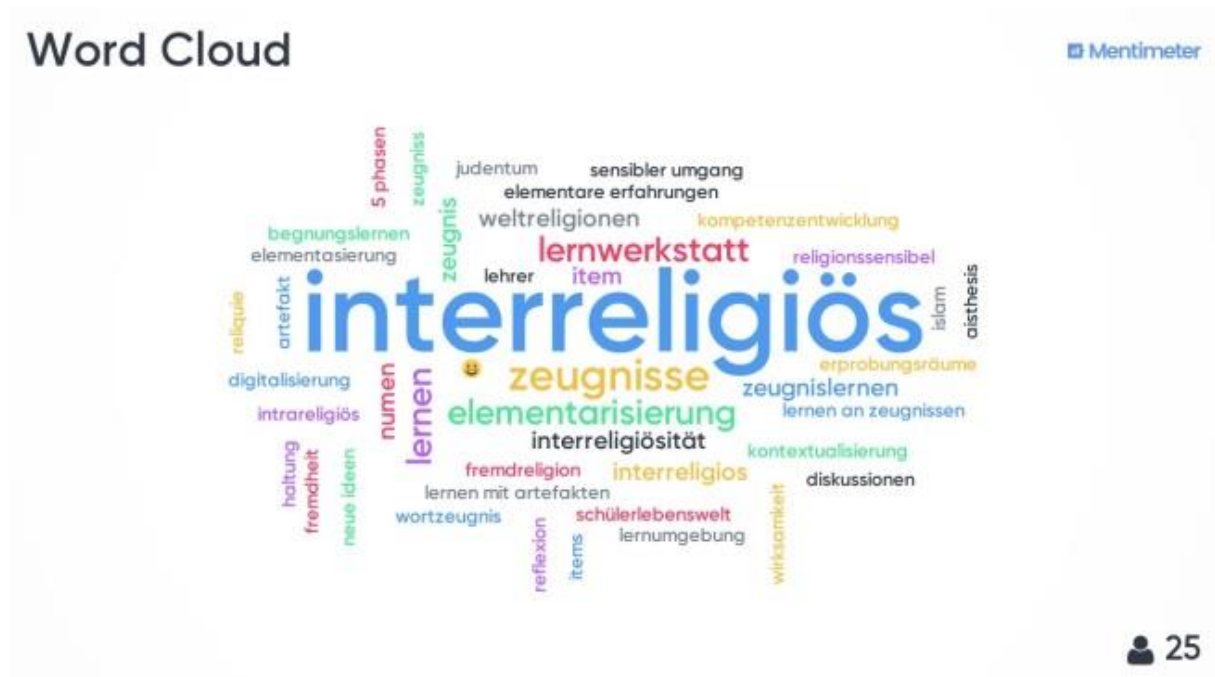 Word Cloud
Mentimeter
5 phasen
zeugniss
judentum
sensibler umgang
elementare erfahrungen
zeugnis
weltreligionen
kompetenzentwicklung
begnungslernen
lernwerkstatt
elementasierung
religionssensibel
lehrer
item
reliquie
artefakt
interreligiös
islam
aisthesis
erprobungsräume
digitalisierung
numen
lernen
zeugnisse
zeugnislernen
intrareligiös
elementarisierung
lernen an zeugnissen
interreligiösität
kontextualisierung
haltung
fremdheit
neue ideen
fremdreligion
interreligios
diskussionen
lernen mit artefakten
wortzeugnis
schülerlebenswelt
wirksamkeit
reflexion
items
lernumgebung
25